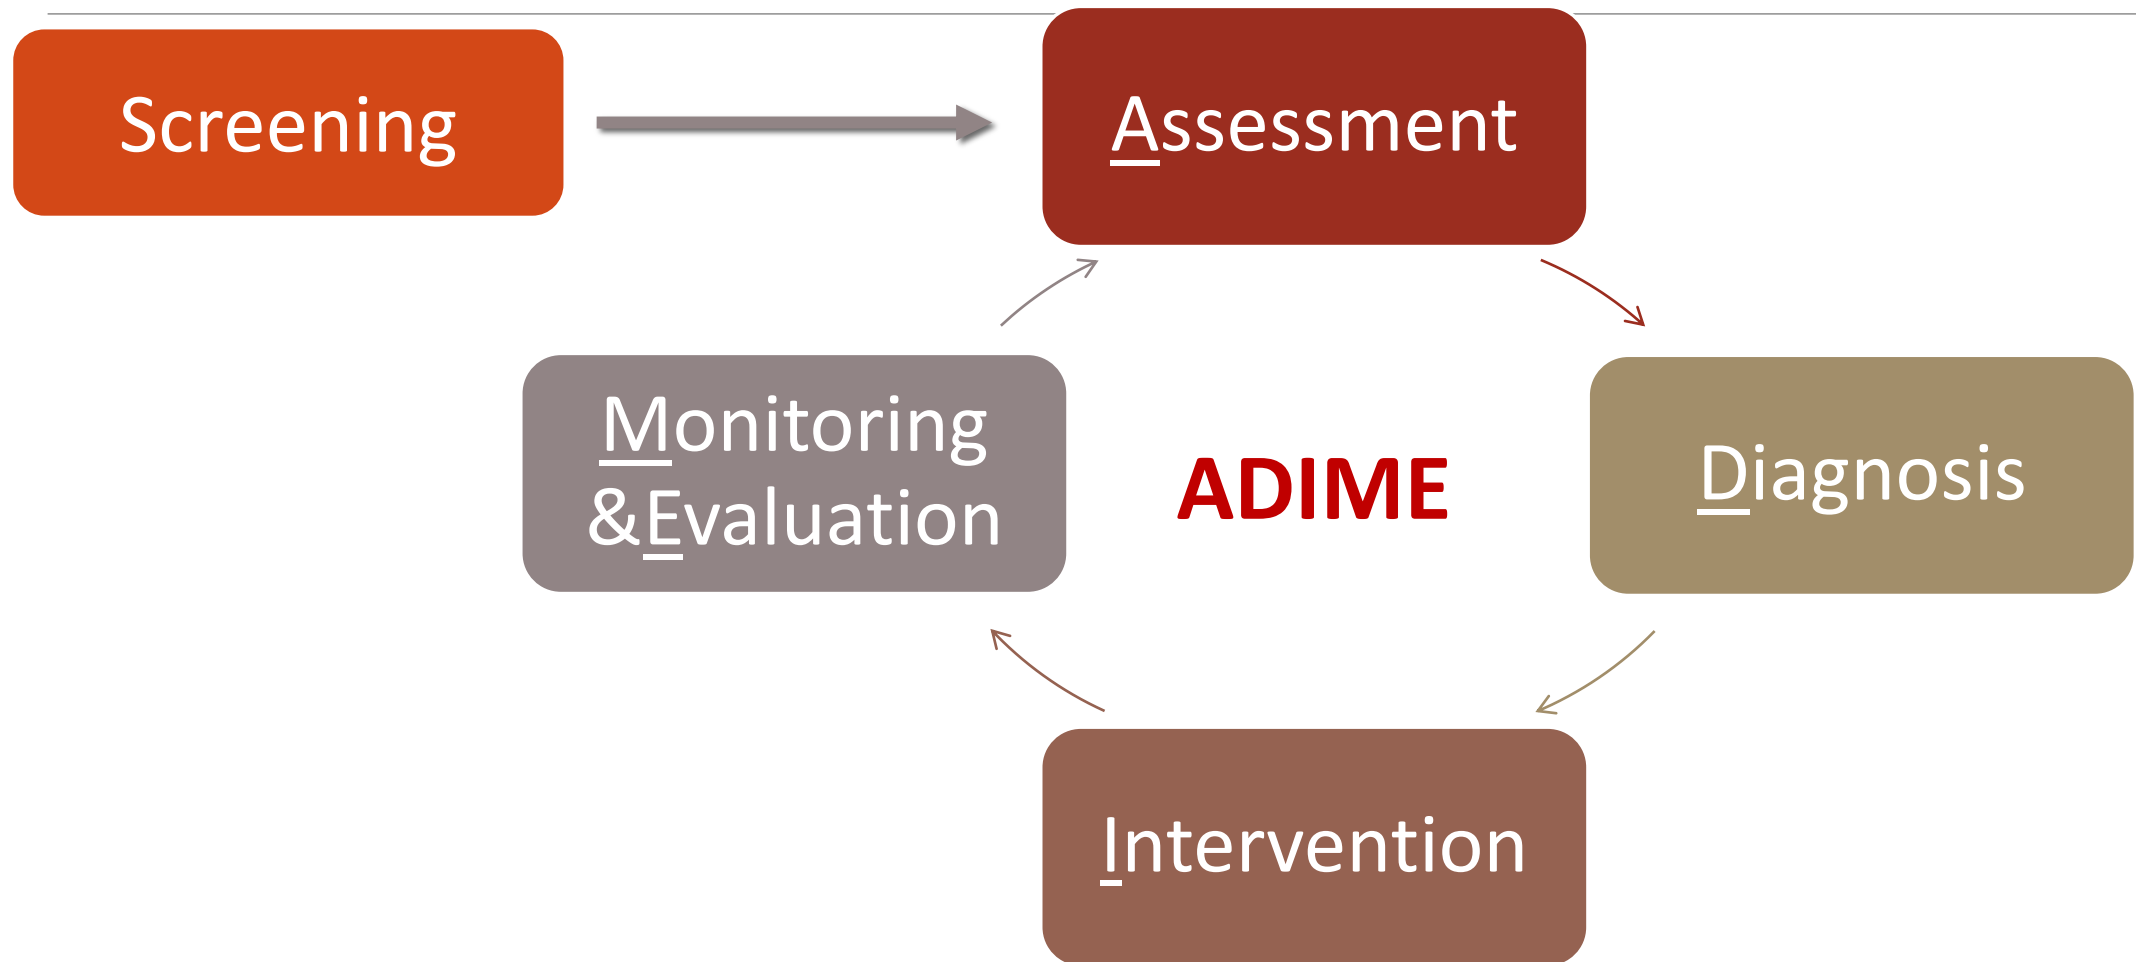 Screening
Assessment
Monitoring
&Evaluation
ADIME
Diagnosis
Intervention